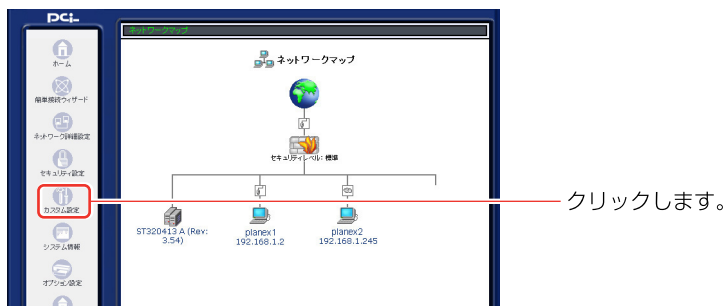 PCi
ネットワークマップ
ホーム
簡単接続ウィザード
ネットワーク詳細設定
セキュリティ設定
カスタム設定
システム情報
オプション設定
ネットワークマップ
セキュリティレベル: 標準
ST320413 A (Rev:
3.54)
planex1
192.168.1.2
planex2
192.168.1.245
クリックします。